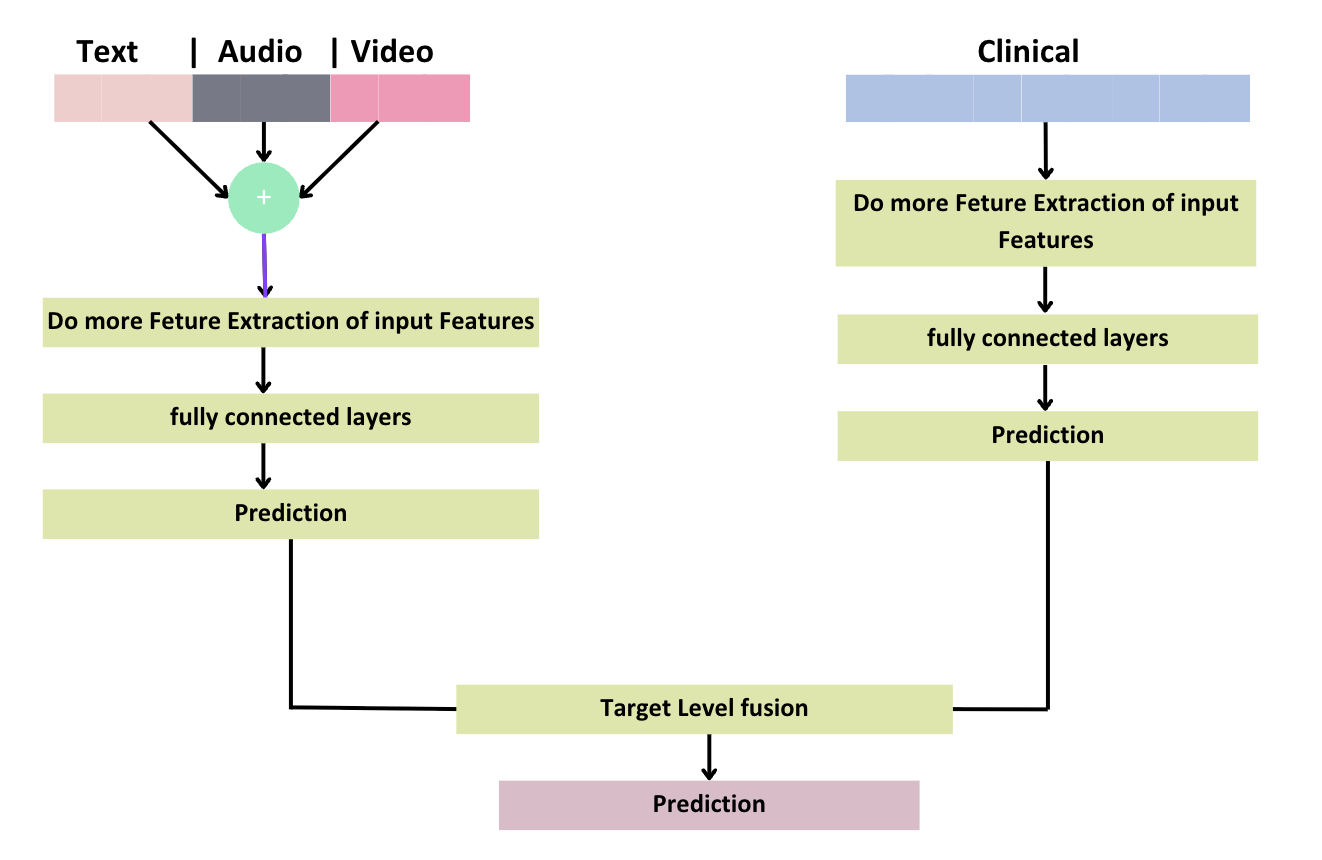 Text | Audio | Video
+
Do more Feture Extraction of input Features
fully connected layers
Prediction
Clinical
Do more Feture Extraction of input
Features
fully connected layers
Prediction
Target Level fusion
Prediction